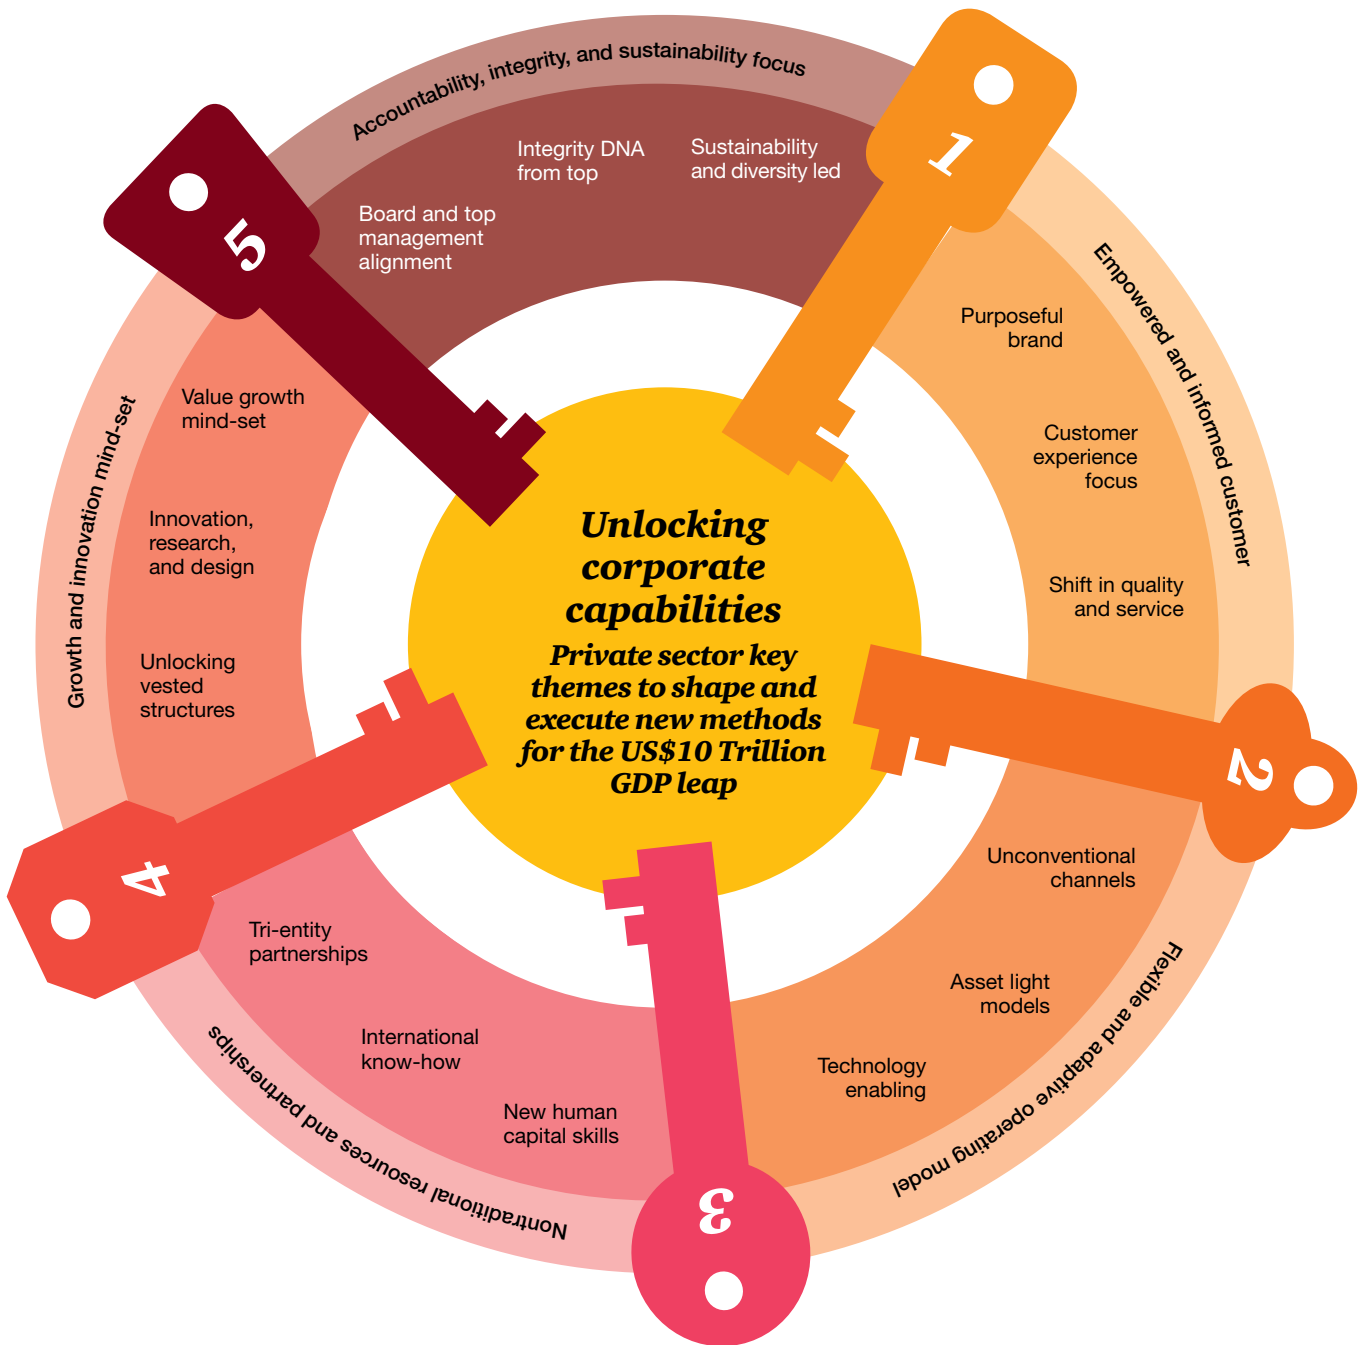 Unlocking
corporate
capabilities
Private sector key
themes to shape and
execute new methods
for the US$10 Trillion
GDP leap
1
Empowered and informed customer
Purposeful
brand
Customer
experience
focus
Shift in quality
and service
2
Flexible and adaptive operating model
Unconventional
channels
Asset light
models
Technology
enabling
3
Nontraditional resources and partnerships
New human
capital skills
International
know-how
Tri-entity
partnerships
4
Growth and innovation mind-set
Unlocking
vested
structures
Innovation,
research,
and design
Value growth
mind-set
5
Accountability, integrity, and sustainability focus
Board and top
management
alignment
Integrity DNA
from top
Sustainability
and diversity led